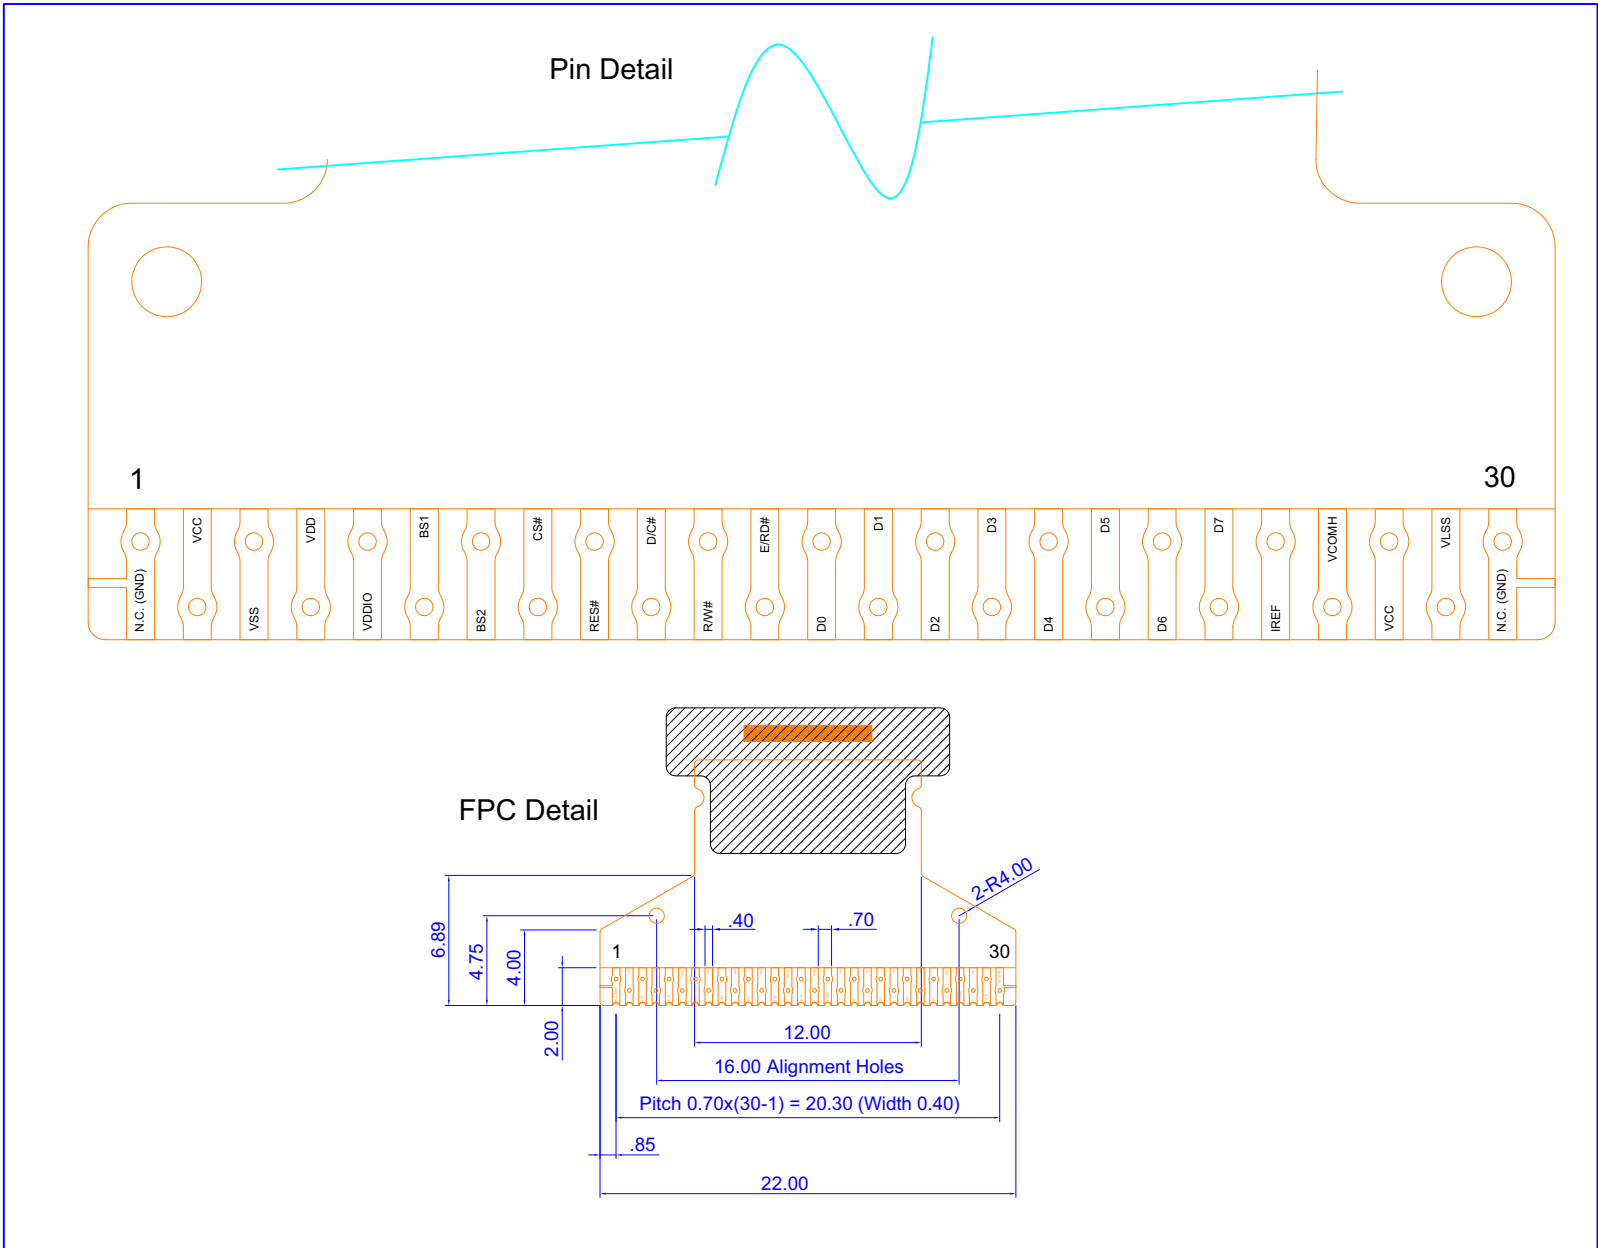 Pin Detail
1
30
N.C. (GND)
VCC
VSS
VDD
VDDIO
BS1
BS2
CS#
RES#
D/C#
R/W#
E/RD#
D0
D1
D2
D3
D4
D5
D6
D7
IREF
VCOMH
VCC
VLSS
N.C. (GND)
FPC Detail
2-R4.00
6.89
4.75
4.00
2.00
.40
.70
1
30
12.00
16.00 Alignment Holes
Pitch 0.70x(30-1) = 20.30 (Width 0.40)
.85
22.00